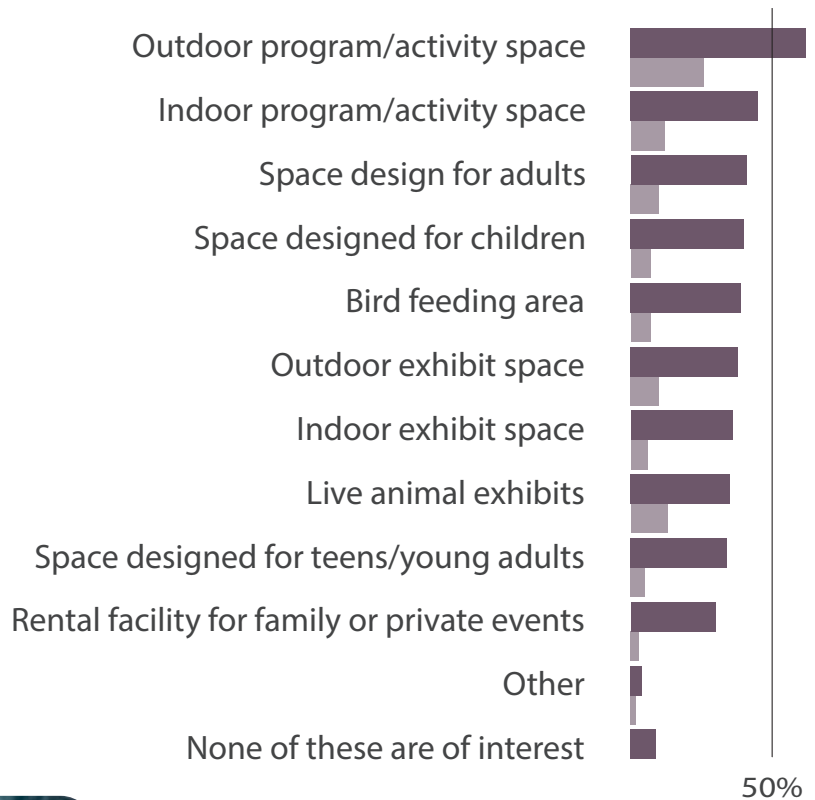 Outdoor program/activity space
Indoor program/activity space
Space design for adults
Space designed for children
Bird feeding area
Outdoor exhibit space
Indoor exhibit space
Live animal exhibits
Space designed for teens/young adults
Rental facility for family or private events
Other
None of these are of interest
50%